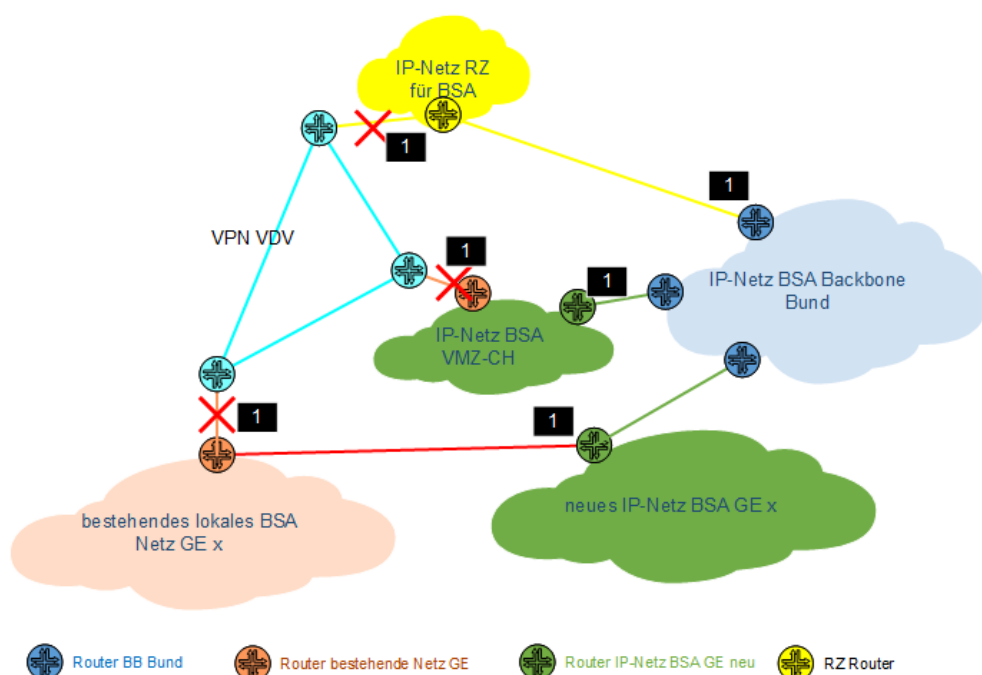 IP-Netz RZ
für BSA
1
1
VPN VDV
1
1
IP-Netz BSA Backbone
Bund
IP-Netz BSA
VMZ-CH
1
1
bestehendes lokales BSA
Netz GE x
neues IP-Netz BSA GE x
Router BB Bund
Router bestehende Netz GE
Router IP-Netz BSA GE neu
RZ Router